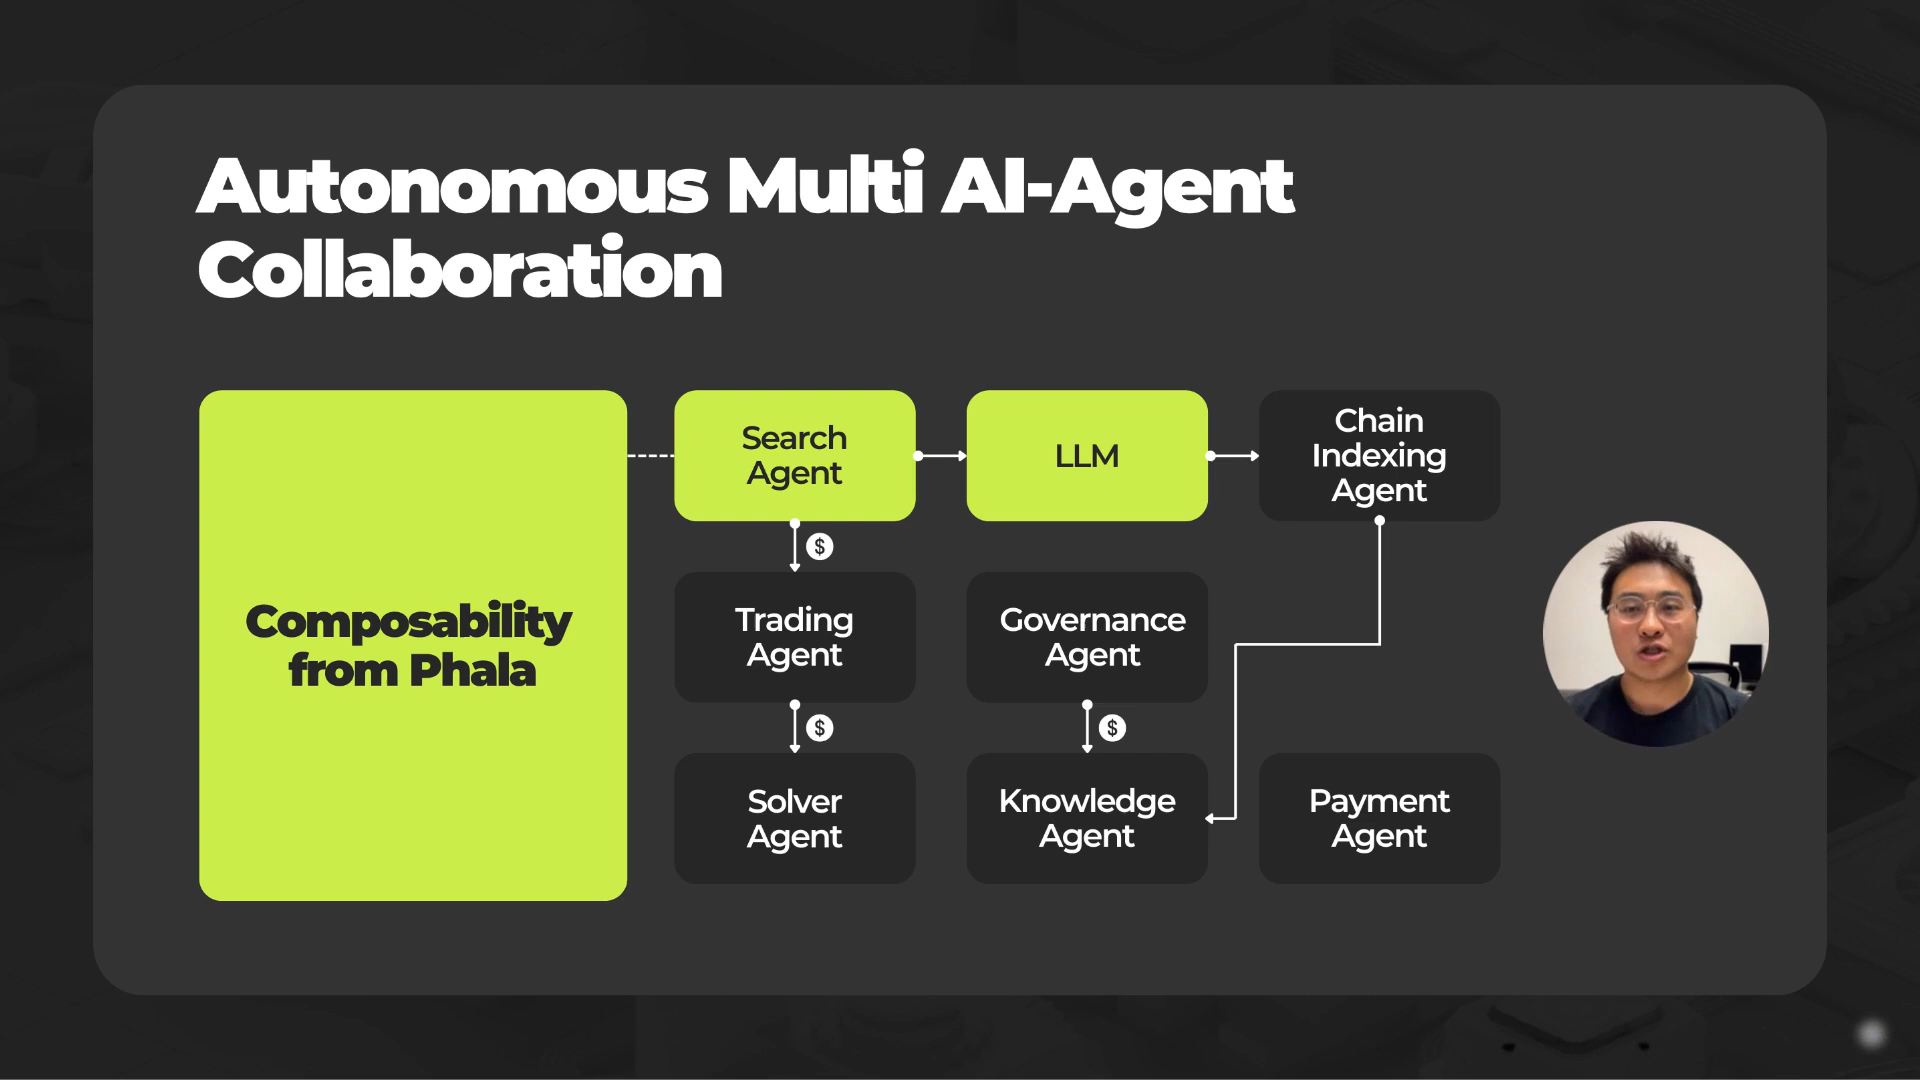 Autonomous Multi AI-Agent
Collaboration
Composability
from Phala
Search
Agent
LLM
Chain
Indexing
Agent
$
Trading
Agent
Governance
Agent
$
$
Solver
Agent
Knowledge
Agent
Payment
Agent